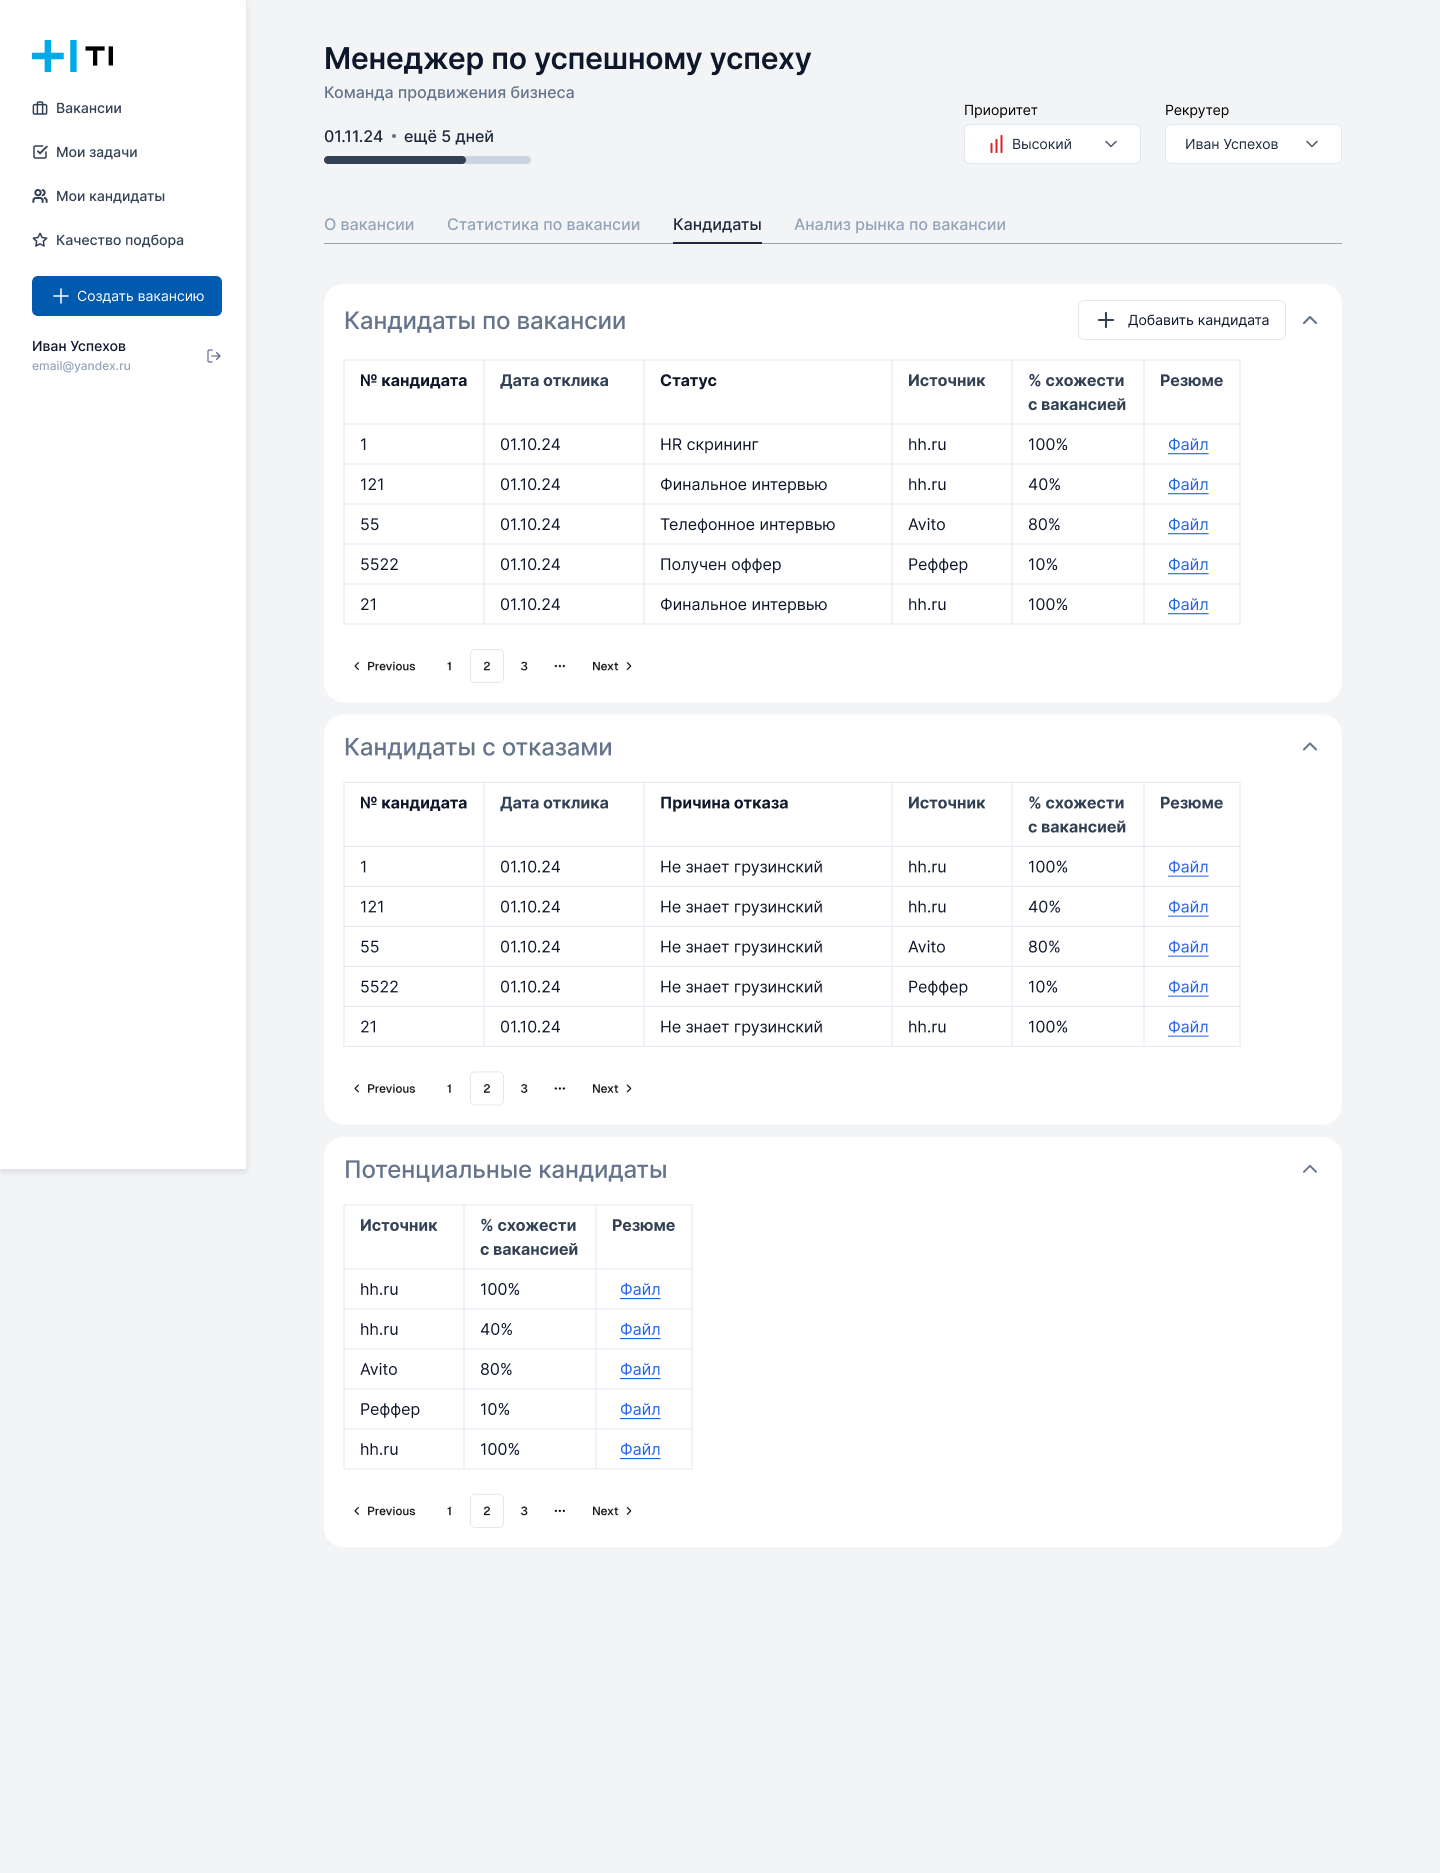 TI
Вакансии
Мои задачи
Мои кандидаты
Качество подбора
Создать вакансию
Иван Успехов
email@yandex.ru
Менеджер по успешному успеху
Команда продвижения бизнеса
01.11.24 • ещё 5 дней
Приоритет
Высокий
Рекрутер
Иван Успехов
О вакансии Статистика по вакансии Кандидаты Анализ рынка по вакансии
Кандидаты по вакансии
Добавить кандидата
№ кандидата Дата отклика Статус Источник % схожести Резюме
с вакансией
1 01.10.24 HR скрининг hh.ru 100% Файл
121 01.10.24 Финальное интервью hh.ru 40% Файл
55 01.10.24 Телефонное интервью Avito 80% Файл
5522 01.10.24 Получен оффер Реффер 10% Файл
21 01.10.24 Финальное интервью hh.ru 100% Файл
Previous 1 2 3 ... Next
Кандидаты с отказами
№ кандидата Дата отклика Причина отказа Источник % схожести Резюме
с вакансией
1 01.10.24 Не знает грузинский hh.ru 100% Файл
121 01.10.24 Не знает грузинский hh.ru 40% Файл
55 01.10.24 Не знает грузинский Avito 80% Файл
5522 01.10.24 Не знает грузинский Реффер 10% Файл
21 01.10.24 Не знает грузинский hh.ru 100% Файл
Previous 1 2 3 ... Next
Потенциальные кандидаты
Источник % схожести Резюме
с вакансией
hh.ru 100% Файл
hh.ru 40% Файл
Avito 80% Файл
Реффер 10% Файл
hh.ru 100% Файл
Previous 1 2 3 ... Next